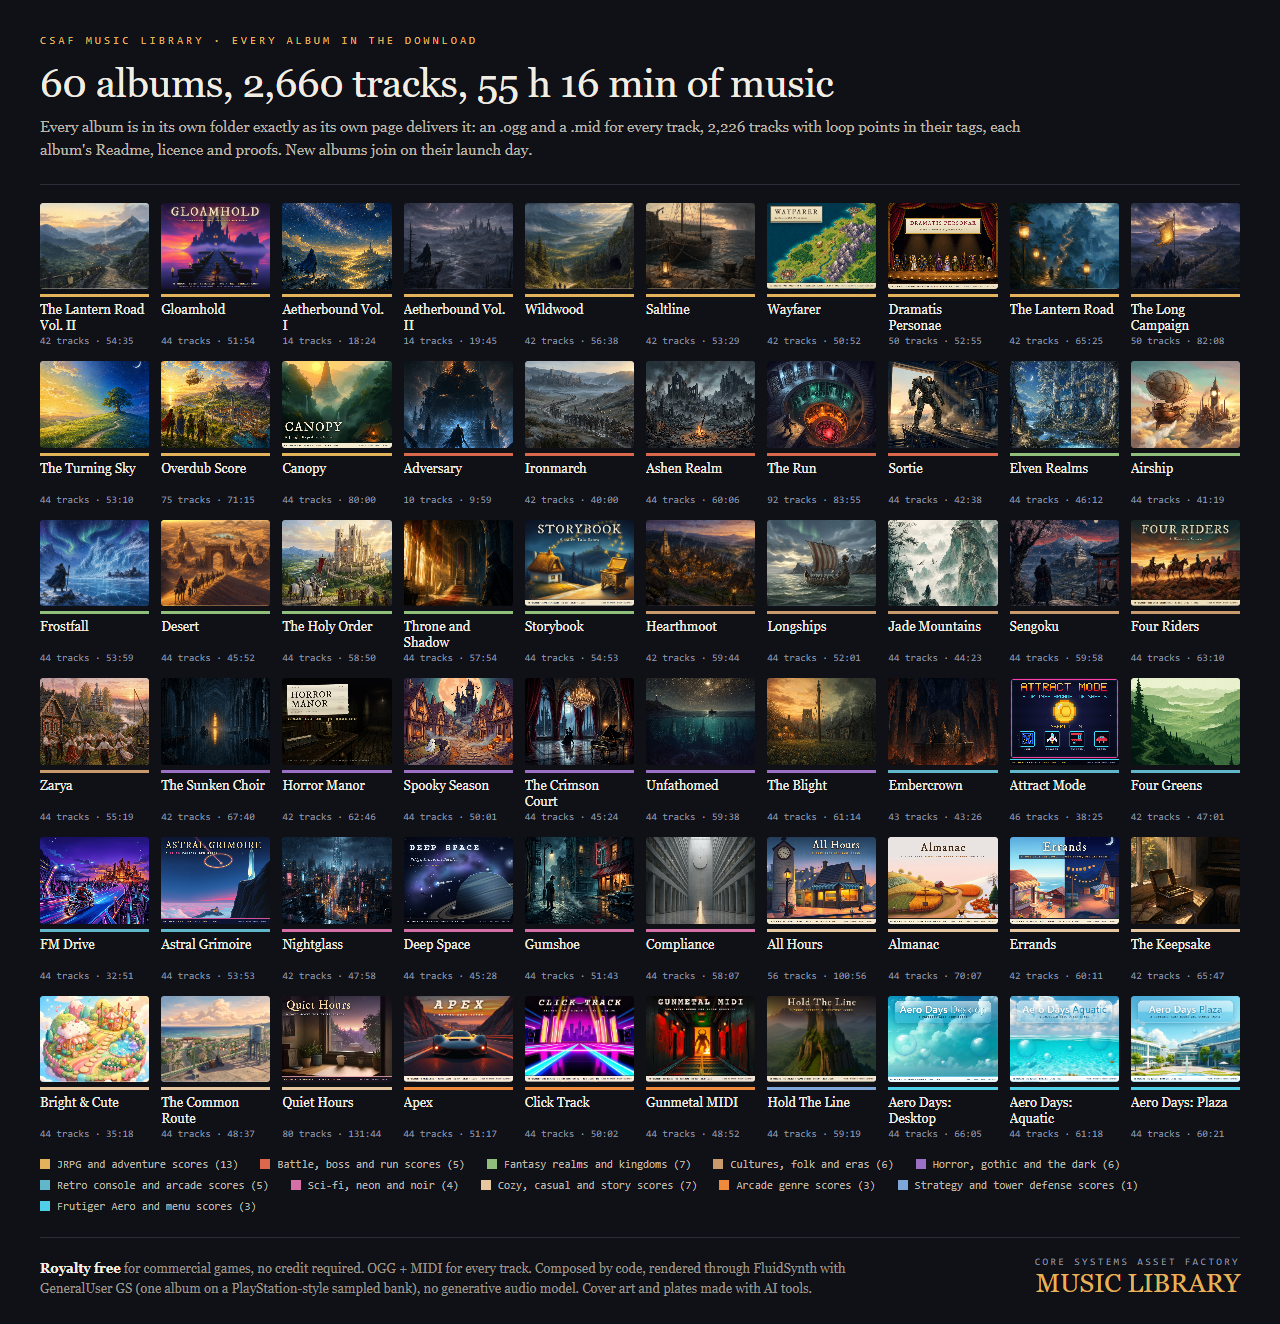 CSAF MUSIC LIBRARY · EVERY ALBUM IN THE DOWNLOAD
60 albums, 2,660 tracks, 55 h 16 min of music
Every album is in its own folder exactly as its own page delivers it: an .ogg and a .mid for every track, 2,226 tracks with loop points in their tags, each
album's Readme, licence and proofs. New albums join on their launch day.
GLOAMHOLD
WAYFARER
DRAMATIS PERSONAE
The Lantern Road Vol. II
42 tracks · 54:35
Gloamhold
44 tracks · 51:54
Aetherbound Vol. I
14 tracks · 18:24
Aetherbound Vol. II
14 tracks · 19:45
Wildwood
42 tracks · 56:38
Saltline
42 tracks · 53:29
Wayfarer
42 tracks · 50:52
Dramatis Personae
50 tracks · 52:55
The Lantern Road
42 tracks · 65:25
The Long Campaign
50 tracks · 82:08
CANOPY
The Turning Sky
44 tracks · 53:10
Overdub Score
75 tracks · 71:15
Canopy
44 tracks · 80:00
Adversary
10 tracks · 9:59
Ironmarch
42 tracks · 40:00
Ashen Realm
44 tracks · 60:06
The Run
92 tracks · 83:55
Sortie
44 tracks · 42:38
Elven Realms
44 tracks · 46:12
Airship
44 tracks · 41:19
STORYBOOK
FOUR RIDERS
Frostfall
44 tracks · 53:59
Desert
44 tracks · 45:52
The Holy Order
44 tracks · 58:50
Throne and Shadow
44 tracks · 57:54
Storybook
44 tracks · 54:53
Hearthmoot
42 tracks · 59:44
Longships
44 tracks · 52:01
Jade Mountains
44 tracks · 44:23
Sengoku
44 tracks · 59:58
Four Riders
44 tracks · 63:10
HORROR MANOR
ATTRACT MODE
Zarya
44 tracks · 55:19
The Sunken Choir
42 tracks · 67:40
Horror Manor
42 tracks · 62:46
Spooky Season
44 tracks · 50:01
The Crimson Court
44 tracks · 45:24
Unfathomed
44 tracks · 59:38
The Blight
44 tracks · 61:14
Embercrown
43 tracks · 43:26
Attract Mode
46 tracks · 38:25
Four Greens
42 tracks · 47:01
ASTRAL GRIMOIRE
DEEP SPACE
All Hours
Almanac
Errands
FM Drive
44 tracks · 32:51
Astral Grimoire
44 tracks · 53:53
Nightglass
42 tracks · 47:58
Deep Space
44 tracks · 45:28
Gumshoe
44 tracks · 51:43
Compliance
44 tracks · 58:07
All Hours
56 tracks · 100:56
Almanac
44 tracks · 70:07
Errands
42 tracks · 60:11
The Keepsake
42 tracks · 65:47
Quiet Hours
APEX
CLICK TRACK
GUNMETAL MIDI
Hold The Line
Aero Days Desktop
Aero Days Aquatic
Aero Days Plaza
Bright & Cute
44 tracks · 35:18
The Common Route
44 tracks · 48:37
Quiet Hours
80 tracks · 131:44
Apex
44 tracks · 51:17
Click Track
44 tracks · 50:02
Gunmetal MIDI
44 tracks · 48:52
Hold The Line
44 tracks · 59:19
Aero Days: Desktop
44 tracks · 66:05
Aero Days: Aquatic
44 tracks · 61:18
Aero Days: Plaza
44 tracks · 60:21
JRPG and adventure scores (13)
Battle, boss and run scores (5)
Fantasy realms and kingdoms (7)
Cultures, folk and eras (6)
Horror, gothic and the dark (6)
Retro console and arcade scores (5)
Sci-fi, neon and noir (4)
Cozy, casual and story scores (7)
Arcade genre scores (3)
Strategy and tower defense scores (1)
Frutiger Aero and menu scores (3)
Royalty free for commercial games, no credit required. OGG + MIDI for every track. Composed by code, rendered through FluidSynth with
GeneralUser GS (one album on a PlayStation-style sampled bank), no generative audio model. Cover art and plates made with AI tools.
CORE SYSTEMS ASSET FACTORY
MUSIC LIBRARY